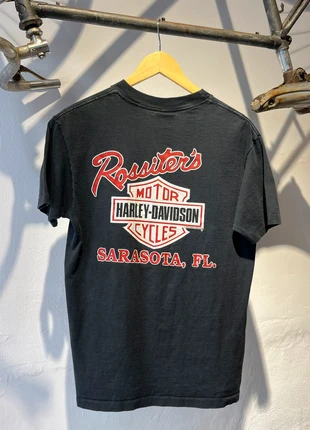 Rossiter's
MOTOR
HARLEY-DAVIDSON
CYCLES
SARASOTA, FL.